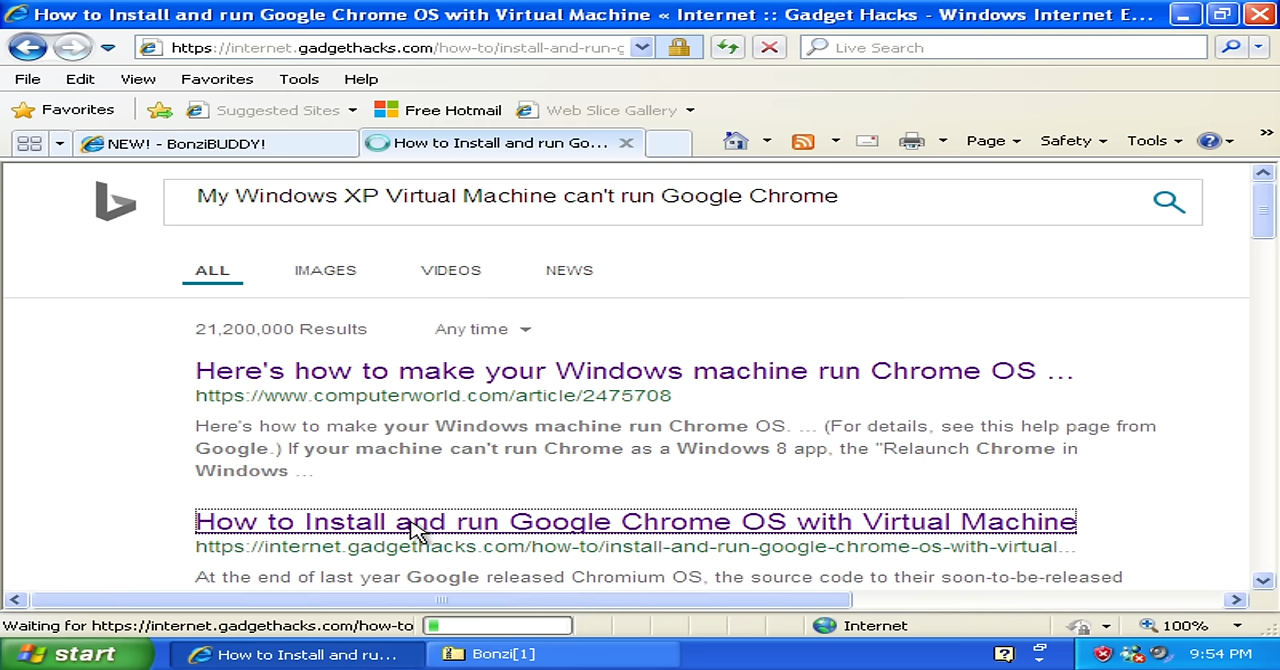 How to Install and run Google Chrome OS with Virtual Machine « Internet :: Gadget Hacks - Windows Internet E...
https://internet.gadgethacks.com/how-to/install-and-run-g
Live Search
File Edit View Favorites Tools Help
Favorites Suggested Sites Free Hotmail Web Slice Gallery
NEW! - BonziBUDDY! How to Install and run Go... Page Safety Tools »
My Windows XP Virtual Machine can't run Google Chrome
ALL IMAGES VIDEOS NEWS
21,200,000 Results Any time
Here's how to make your Windows machine run Chrome OS ...
https://www.computerworld.com/article/2475708
Here's how to make your Windows machine run Chrome OS. ... (For details, see this help page from
Google.) If your machine can't run Chrome as a Windows 8 app, the "Relaunch Chrome in
Windows ...
How to Install and run Google Chrome OS with Virtual Machine
https://internet.gadgethacks.com/how-to/install-and-run-google-chrome-os-with-virtual...
At the end of last year Google released Chromium OS, the source code to their soon-to-be-released
Waiting for https://internet.gadgethacks.com/how-to Internet 100%
start How to Install and ru... Bonzi[1] 9:54 PM